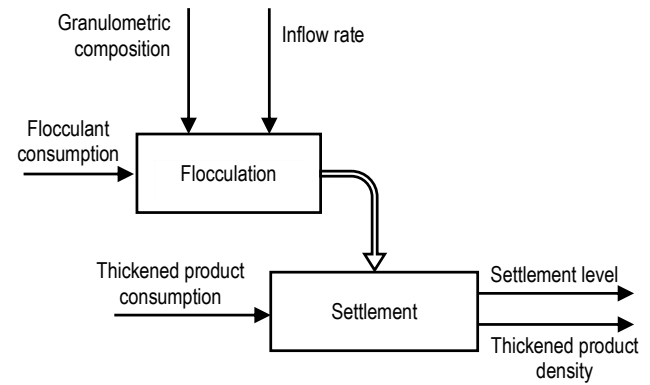 Granulometric
composition
Inflow rate
Flocculant
consumption
Flocculation
Thickened product
consumption
Settlement
Settlement level
Thickened product
density